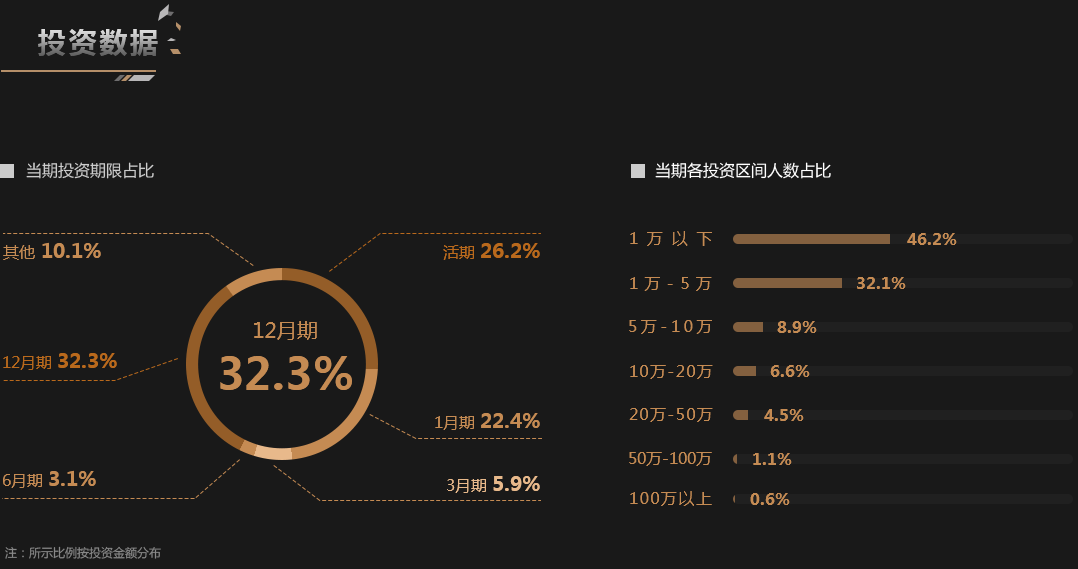 投资数据
当期投资期限占比
其他 10.1%
活期 26.2%
12月期
32.3%
12月期 32.3%
1月期 22.4%
6月期 3.1%
3月期 5.9%
注：所示比例按投资金额分布
当期各投资区间人数占比
1 万 以 下 46.2%
1 万 - 5 万 32.1%
5 万 - 10 万 8.9%
10万-20万 6.6%
20万-50万 4.5%
50万-100万 1.1%
100万以上 0.6%